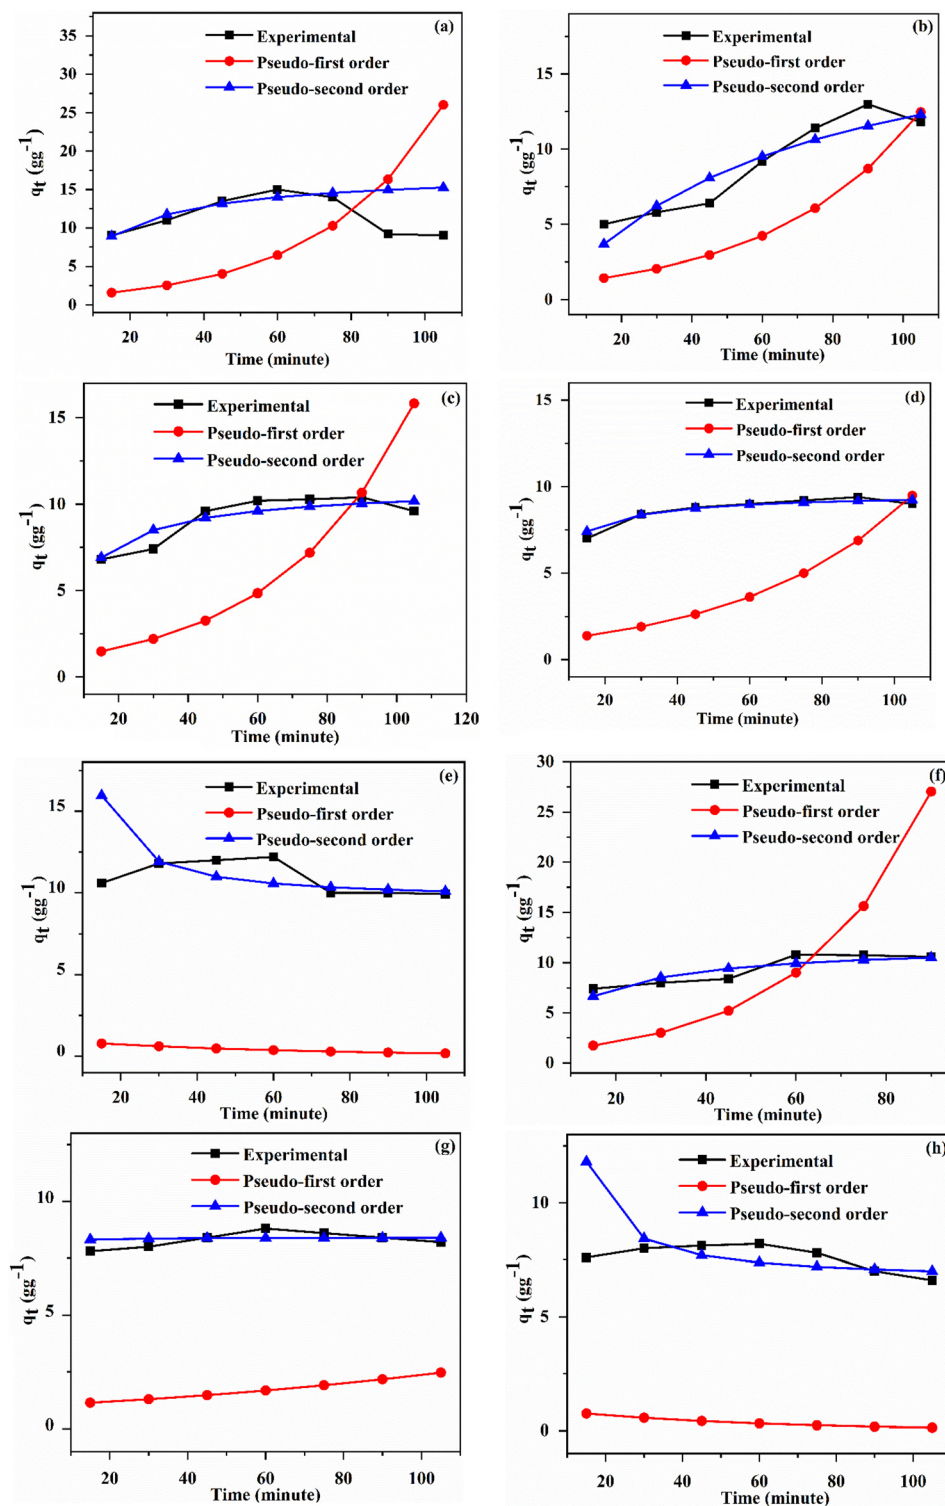 (a)
Experimental
Pseudo-first order
Pseudo-second order
35
30
25
20
15
10
5
0
qt (gg-1)
20 40 60 80 100
Time (minute)
(b)
Experimental
Pseudo-first order
Pseudo-second order
15
10
5
0
qt (gg-1)
20 40 60 80 100
Time (minute)
(c)
Experimental
Pseudo-first order
Pseudo-second order
15
10
5
0
qt (gg-1)
20 40 60 80 100 120
Time (minute)
(d)
Experimental
Pseudo-first order
Pseudo-second order
15
10
5
0
qt (gg-1)
20 40 60 80 100
Time (minute)
(e)
Experimental
Pseudo-first order
Pseudo-second order
15
10
5
0
qt (gg-1)
20 40 60 80 100
Time (minute)
(f)
Experimental
Pseudo-first order
Pseudo-second order
30
25
20
15
10
5
0
qt (gg-1)
20 40 60 80
Time (minute)
(g)
Experimental
Pseudo-first order
Pseudo-second order
10
5
0
qt (gg-1)
20 40 60 80 100
Time (minute)
(h)
Experimental
Pseudo-first order
Pseudo-second order
10
5
0
qt (gg-1)
20 40 60 80 100
Time (minute)